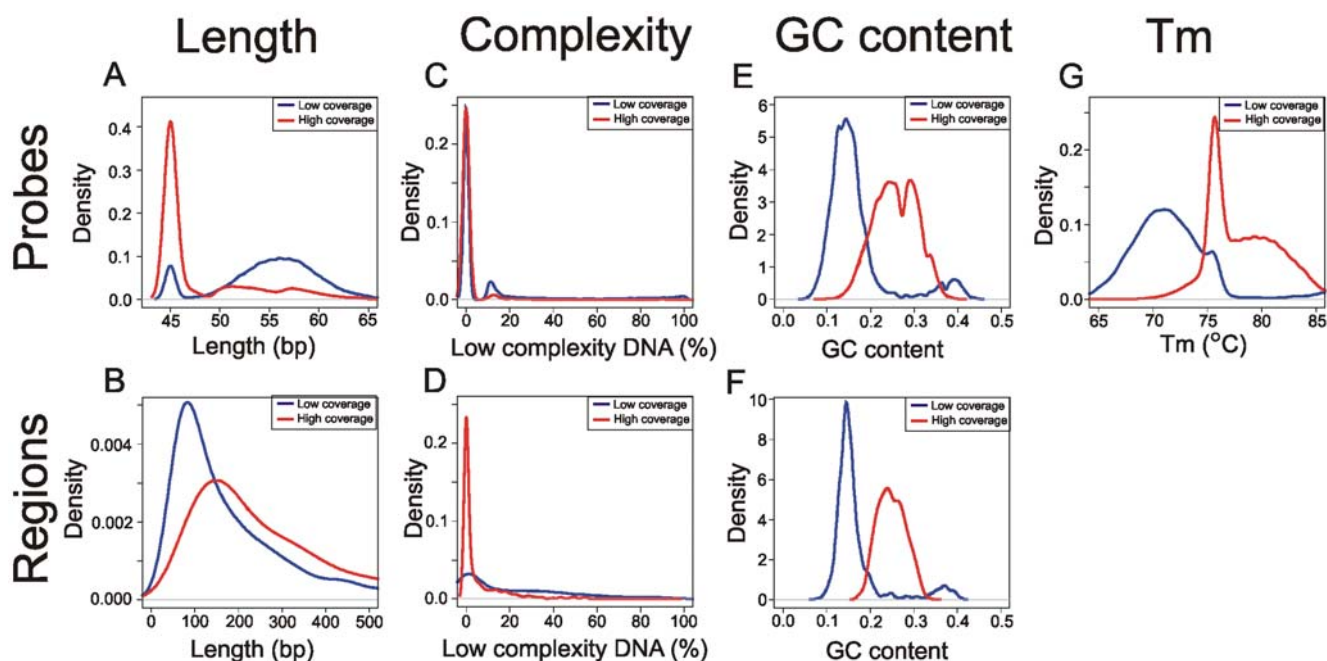 Length Complexity GC content Tm
Probes
Regions
A
Low coverage
High coverage
Density
0.4
0.3
0.2
0.1
0.0
45 50 55 60 65
Length (bp)
C
Low coverage
High coverage
Density
0.2
0.1
0.0
0 20 40 60 80 100
Low complexity DNA (%)
E
Low coverage
High coverage
Density
6
5
4
3
2
1
0
0.0 0.1 0.2 0.3 0.4 0.5
GC content
G
Low coverage
High coverage
Density
0.2
0.1
0.0
65 70 75 80 85
Tm (°C)
B
Low coverage
High coverage
Density
0.004
0.002
0.000
0 100 200 300 400 500
Length (bp)
D
Low coverage
High coverage
Density
0.2
0.1
0.0
0 20 40 60 80 100
Low complexity DNA (%)
F
Low coverage
High coverage
Density
10
8
6
4
2
0
0.0 0.1 0.2 0.3 0.4 0.5
GC content